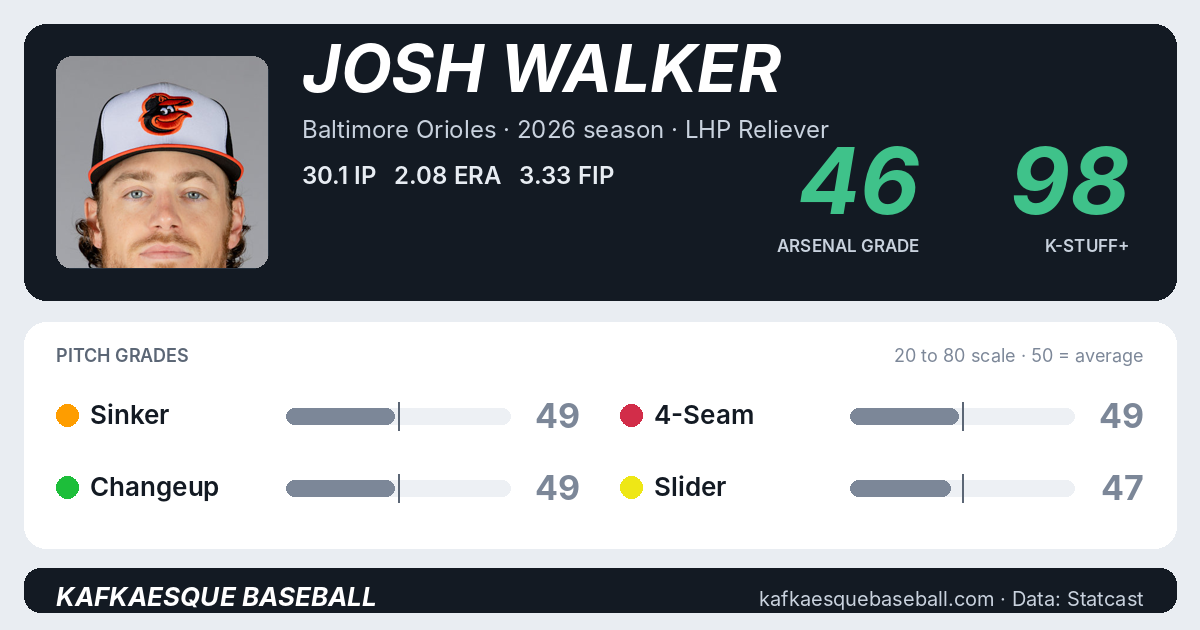 JOSH WALKER
Baltimore Orioles · 2026 season · LHP Reliever
30.1 IP 2.08 ERA 3.33 FIP
46 98
ARSENAL GRADE K-STUFF+
PITCH GRADES 20 to 80 scale · 50 = average
Sinker 49 4-Seam 49
Changeup 49 Slider 47
KAFKAESQUE BASEBALL kafkaesquebaseball.com · Data: Statcast